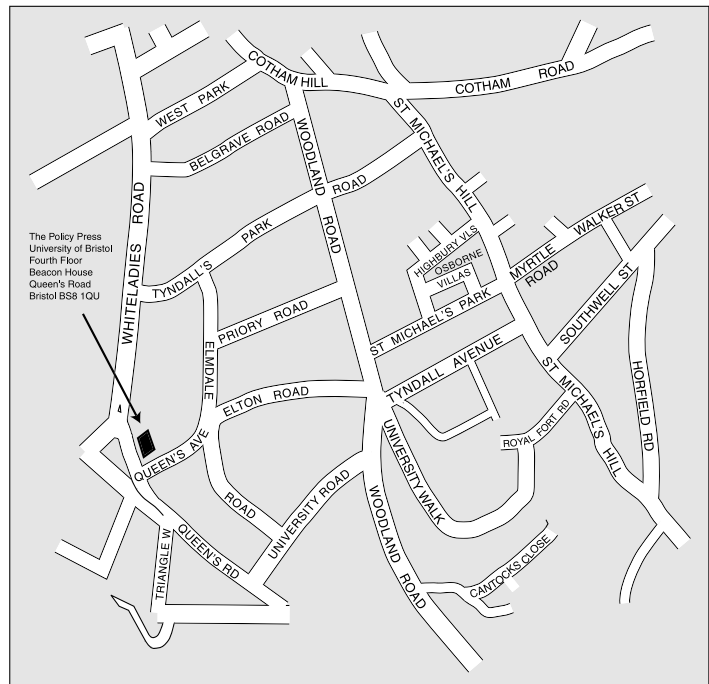 COTHAM HILL
COTHAM ROAD
WEST PARK
ST MICHAEL'S HILL
BELGRAVE ROAD
WOODLAND ROAD
TYNDALL'S PARK ROAD
WHITELADIES ROAD
HIGHBURY VLS
OSBORNE
VILLAS
MYRTLE
ROAD
WALKER ST
The Policy Press
University of Bristol
Fourth Floor
Beacon House
Queen's Road
Bristol BS8 1QU
SOUTHWELL ST
ST MICHAEL'S PARK
PRIORY ROAD
ELMDALE ROAD
TYNDALL AVENUE
ELTON ROAD
ST MICHAEL'S HILL
HORFIELD RD
ROYAL FORT RD
QUEEN'S AVE
UNIVERSITY WALK
UNIVERSITY ROAD
WOODLAND ROAD
QUEEN'S RD
TRIANGLE W
CANTOCKS CLOSE